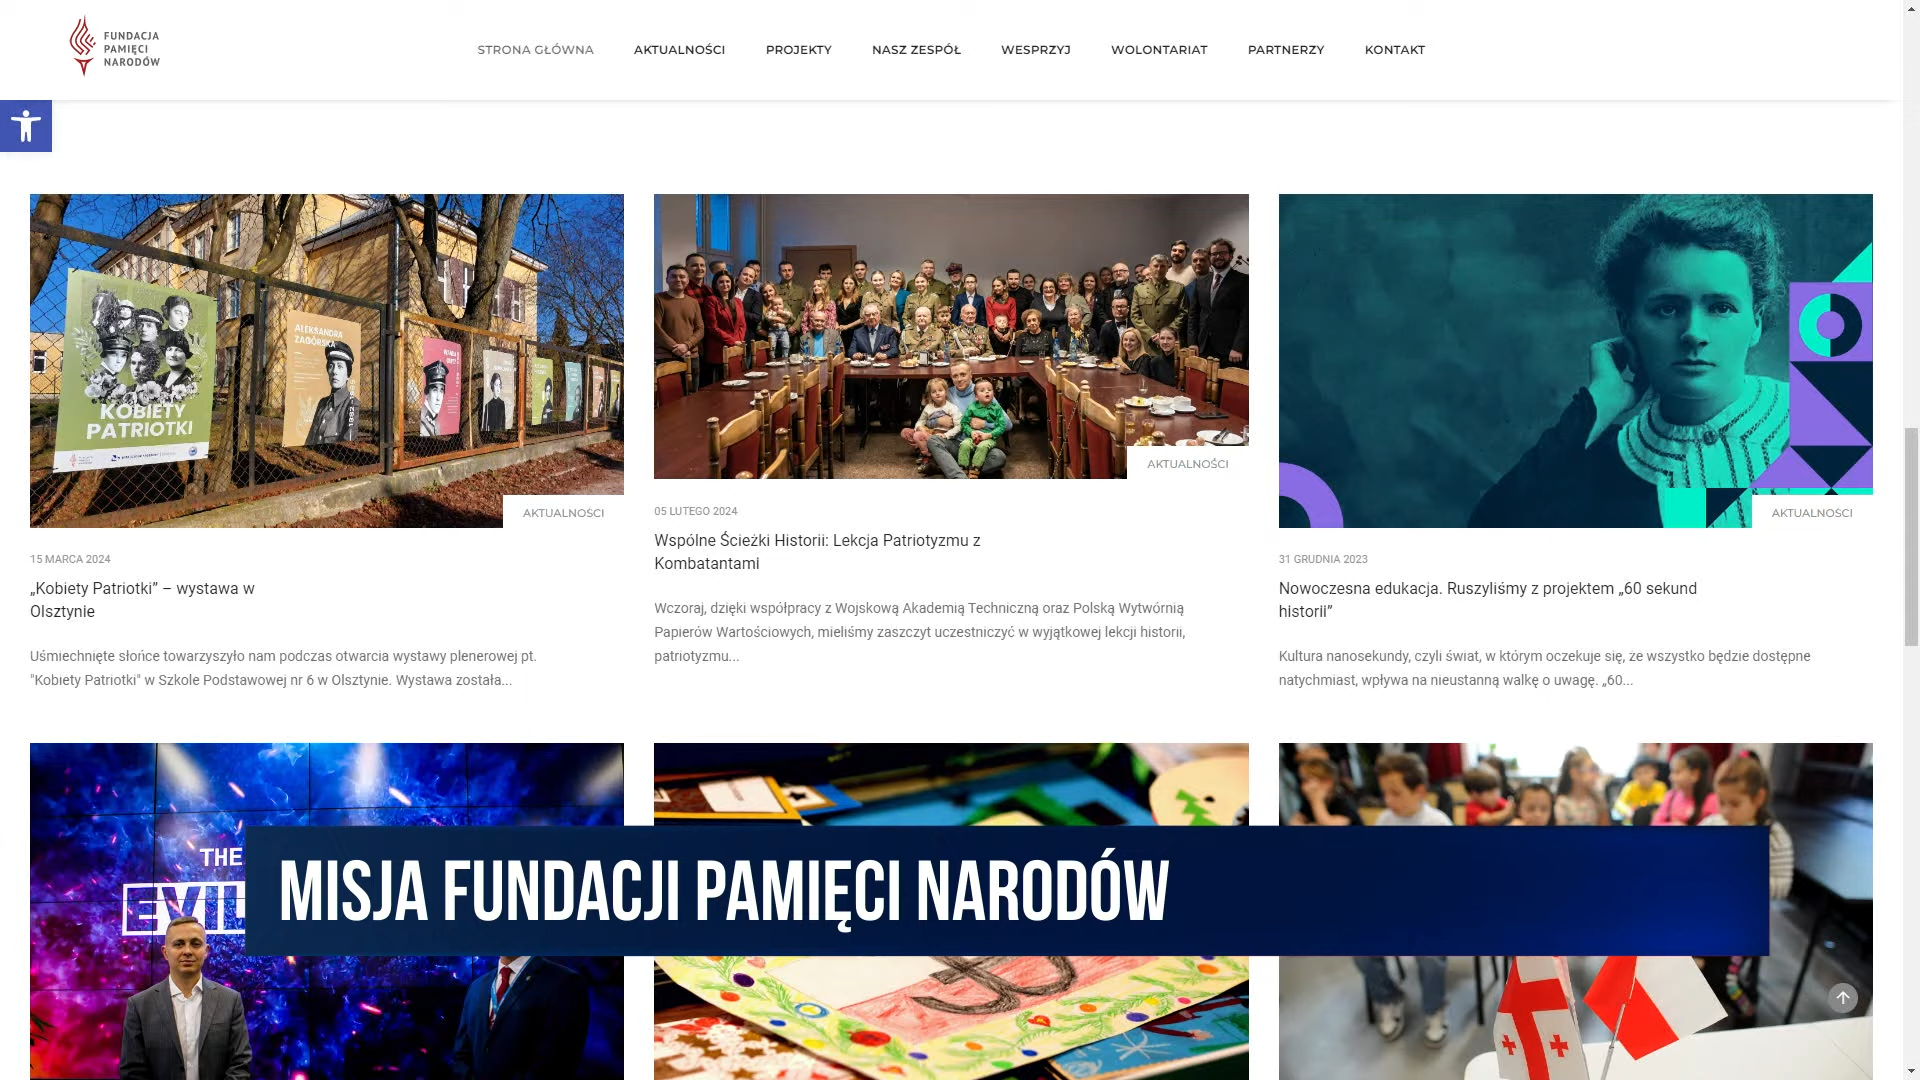 FUNDACJA
PAMIĘCI
NARODÓW
STRONA GŁÓWNA
AKTUALNOŚCI
PROJEKTY
NASZ ZESPÓŁ
WESPRZYJ
WOLONTARIAT
PARTNERZY
KONTAKT
KOBIETY
PATRIOTKI
ALEKSANDRA
ZAGÓRSKA
AKTUALNOŚCI
15 MARCA 2024
„Kobiety Patriotki” – wystawa w
Olsztynie
Uśmiechnięte słońce towarzyszyło nam podczas otwarcia wystawy plenerowej pt.
"Kobiety Patriotki" w Szkole Podstawowej nr 6 w Olsztynie. Wystawa została...
AKTUALNOŚCI
05 LUTEGO 2024
Wspólne Ścieżki Historii: Lekcja Patriotyzmu z
Kombatantami
Wczoraj, dzięki współpracy z Wojskową Akademią Techniczną oraz Polską Wytwórnią
Papierów Wartościowych, mieliśmy zaszczyt uczestniczyć w wyjątkowej lekcji historii,
patriotyzmu...
AKTUALNOŚCI
31 GRUDNIA 2023
Nowoczesna edukacja. Ruszyliśmy z projektem „60 sekund
historii”
Kultura nanosekundy, czyli świat, w którym oczekuje się, że wszystko będzie dostępne
natychmiast, wpływa na nieustanną walkę o uwagę. „60...
THE
EVIL
MISJA FUNDACJI PAMIĘCI NARODÓW